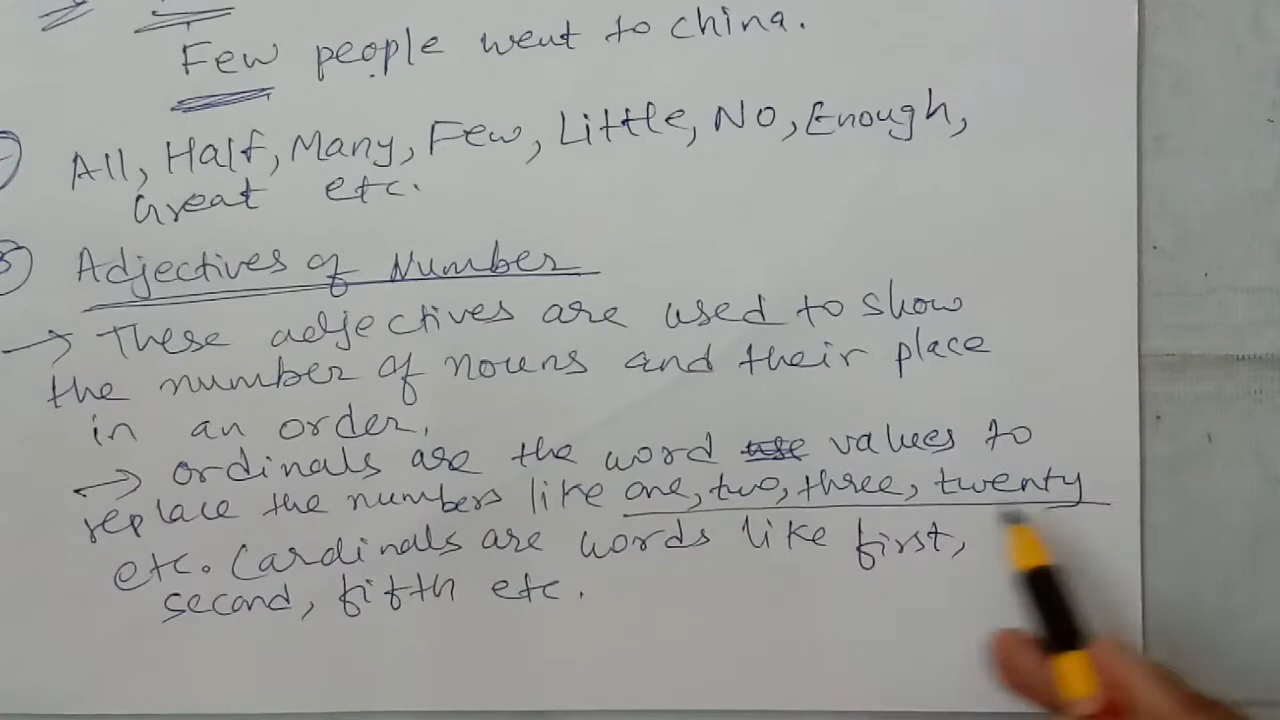 Few people went to china.
All, Half, Many, Few, Little, No, Enough,
Great etc.
Adjectives of Number
→ These adjectives are used to show
the number of nouns and their place
in an order.
→ ordinals are the word values to
replace the numbers like one, two, three, twenty
etc. Cardinals are words like first,
second, fifth etc.